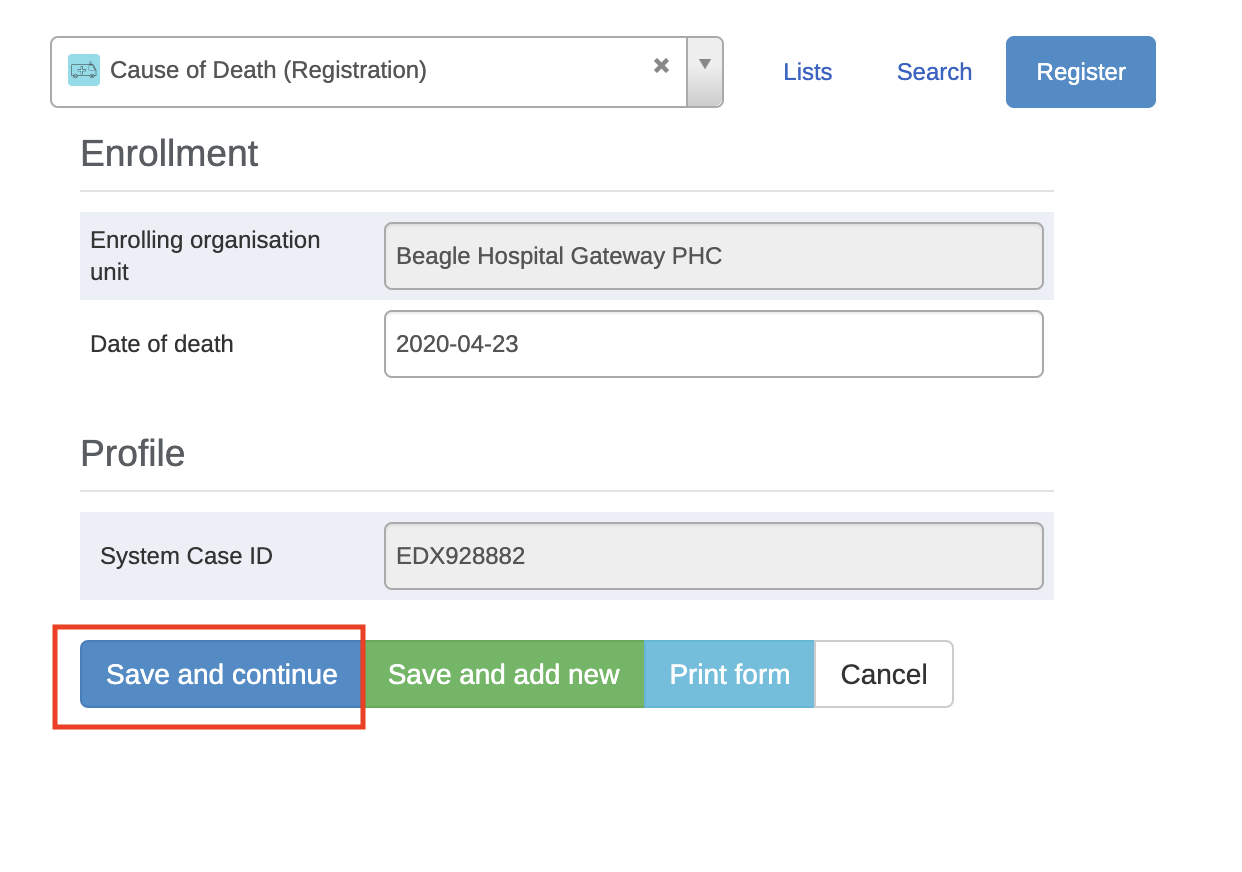 Cause of Death (Registration)
Lists
Search
Register
Enrollment
Enrolling organisation
unit
Beagle Hospital Gateway PHC
Date of death
2020-04-23
Profile
System Case ID
EDX928882
Save and continue
Save and add new
Print form
Cancel